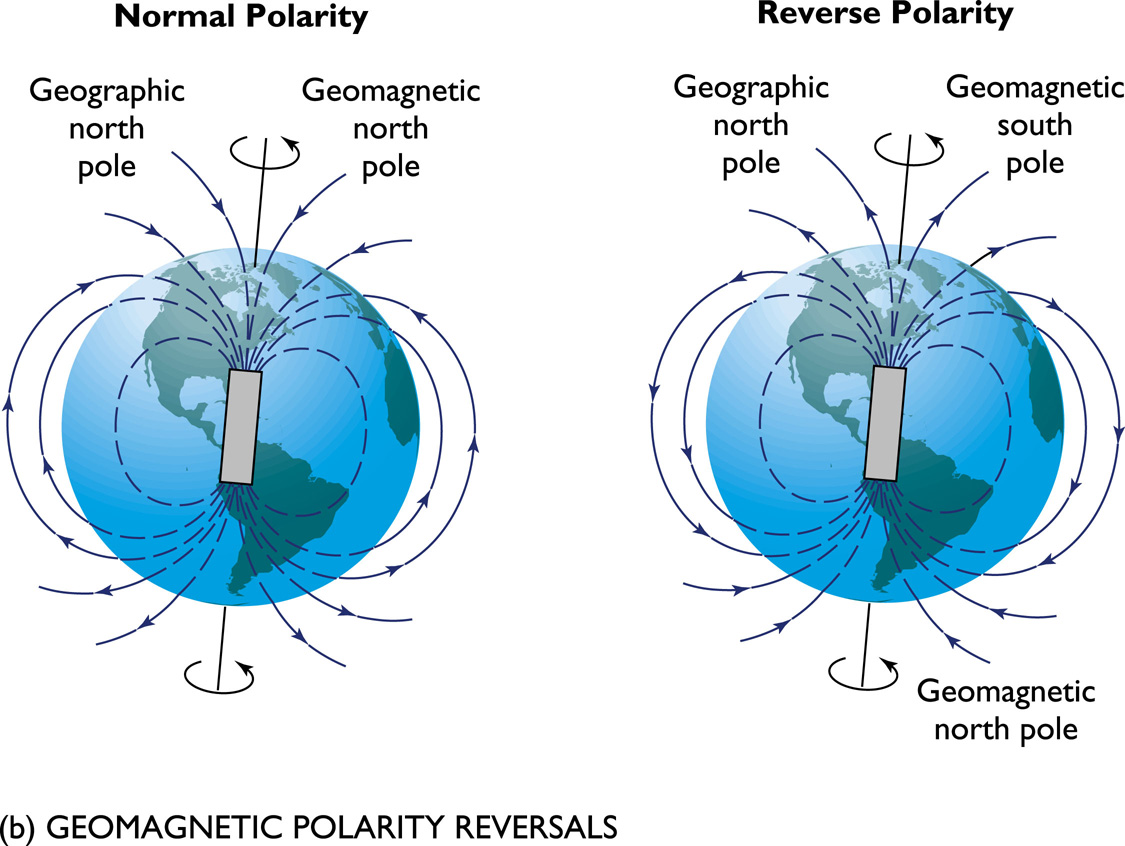 Normal Polarity
Geographic
north
pole
Geomagnetic
north
pole
Reverse Polarity
Geographic
north
pole
Geomagnetic
south
pole
Geomagnetic
north pole
(b) GEOMAGNETIC POLARITY REVERSALS